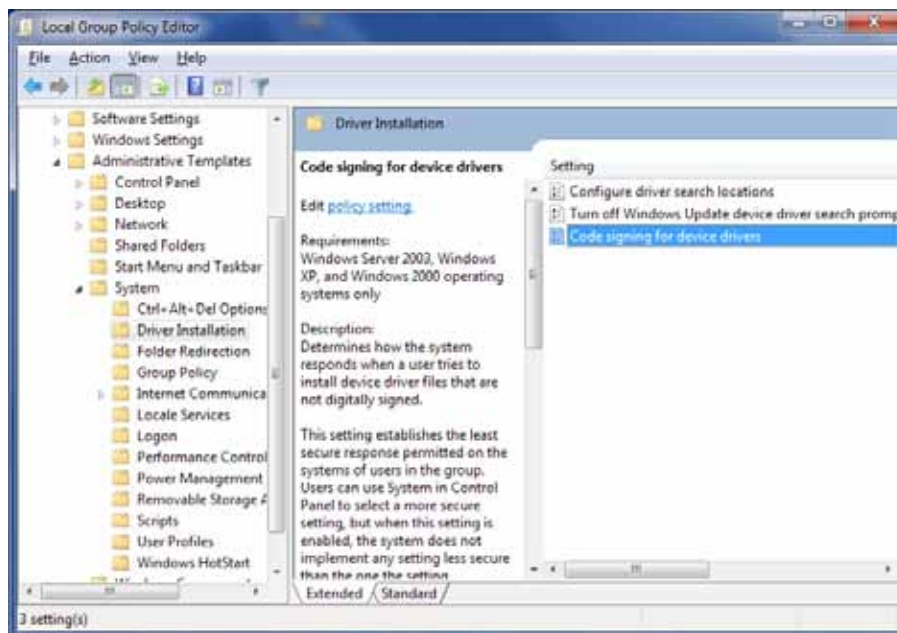 Local Group Policy Editor
File Action View Help
Software Settings
Windows Settings
Administrative Templates
Control Panel
Desktop
Network
Shared Folders
Start Menu and Taskbar
System
Ctrl+Alt+Del Options
Driver Installation
Folder Redirection
Group Policy
Internet Communica
Locale Services
Logon
Performance Control
Power Management
Removable Storage A
Scripts
User Profiles
Windows HotStart
Driver Installation
Code signing for device drivers
Edit policy setting
Requirements:
Windows Server 2003, Windows
XP, and Windows 2000 operating
systems only
Description:
Determines how the system
responds when a user tries to
install device driver files that are
not digitally signed.
This setting establishes the least
secure response permitted on the
systems of users in the group.
Users can use System in Control
Panel to select a more secure
setting, but when this setting is
enabled, the system does not
implement any setting less secure
than the one the setting
Setting
Configure driver search locations
Turn off Windows Update device driver search promp
Code signing for device drivers
Extended Standard
3 setting(s)